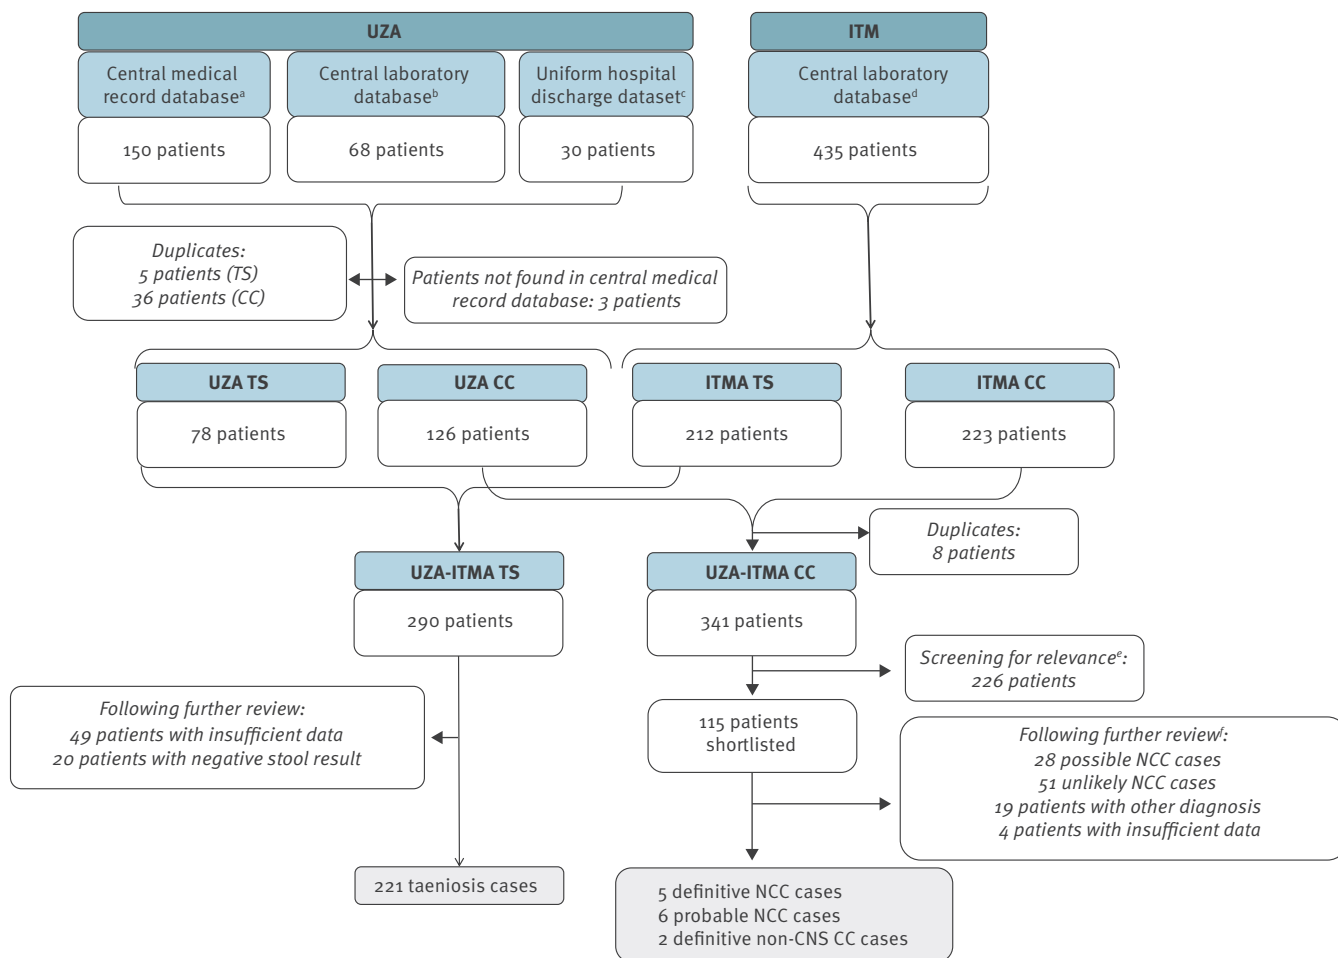 UZA
ITM
Central medical
record databaseᵃ
Central laboratory
databaseᵇ
Uniform hospital
discharge datasetᶜ
Central laboratory
databaseᵈ
150 patients
68 patients
30 patients
435 patients
Duplicates:
5 patients (TS)
36 patients (CC)
Patients not found in central medical
record database: 3 patients
UZA TS
UZA CC
ITMA TS
ITMA CC
78 patients
126 patients
212 patients
223 patients
Duplicates:
8 patients
UZA-ITMA TS
UZA-ITMA CC
290 patients
341 patients
Screening for relevanceᵉ:
226 patients
Following further review:
49 patients with insufficient data
20 patients with negative stool result
115 patients
shortlisted
Following further reviewᶠ:
28 possible NCC cases
51 unlikely NCC cases
19 patients with other diagnosis
4 patients with insufficient data
221 taeniosis cases
5 definitive NCC cases
6 probable NCC cases
2 definitive non-CNS CC cases